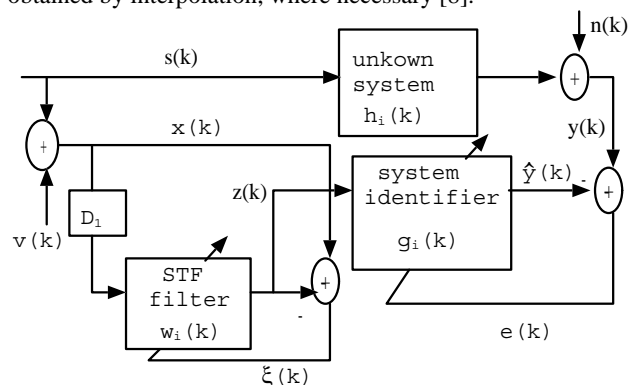 obtained by interpolation, where necessary [8].
n(k)
s(k)
unkown
system
h_i(k)
+
y(k)
x(k)
+
v(k)
D_1
z(k)
system
identifier
g_i(k)
ŷ(k)
-
+
STF
filter
w_i(k)
+
-
ξ(k)
e(k)